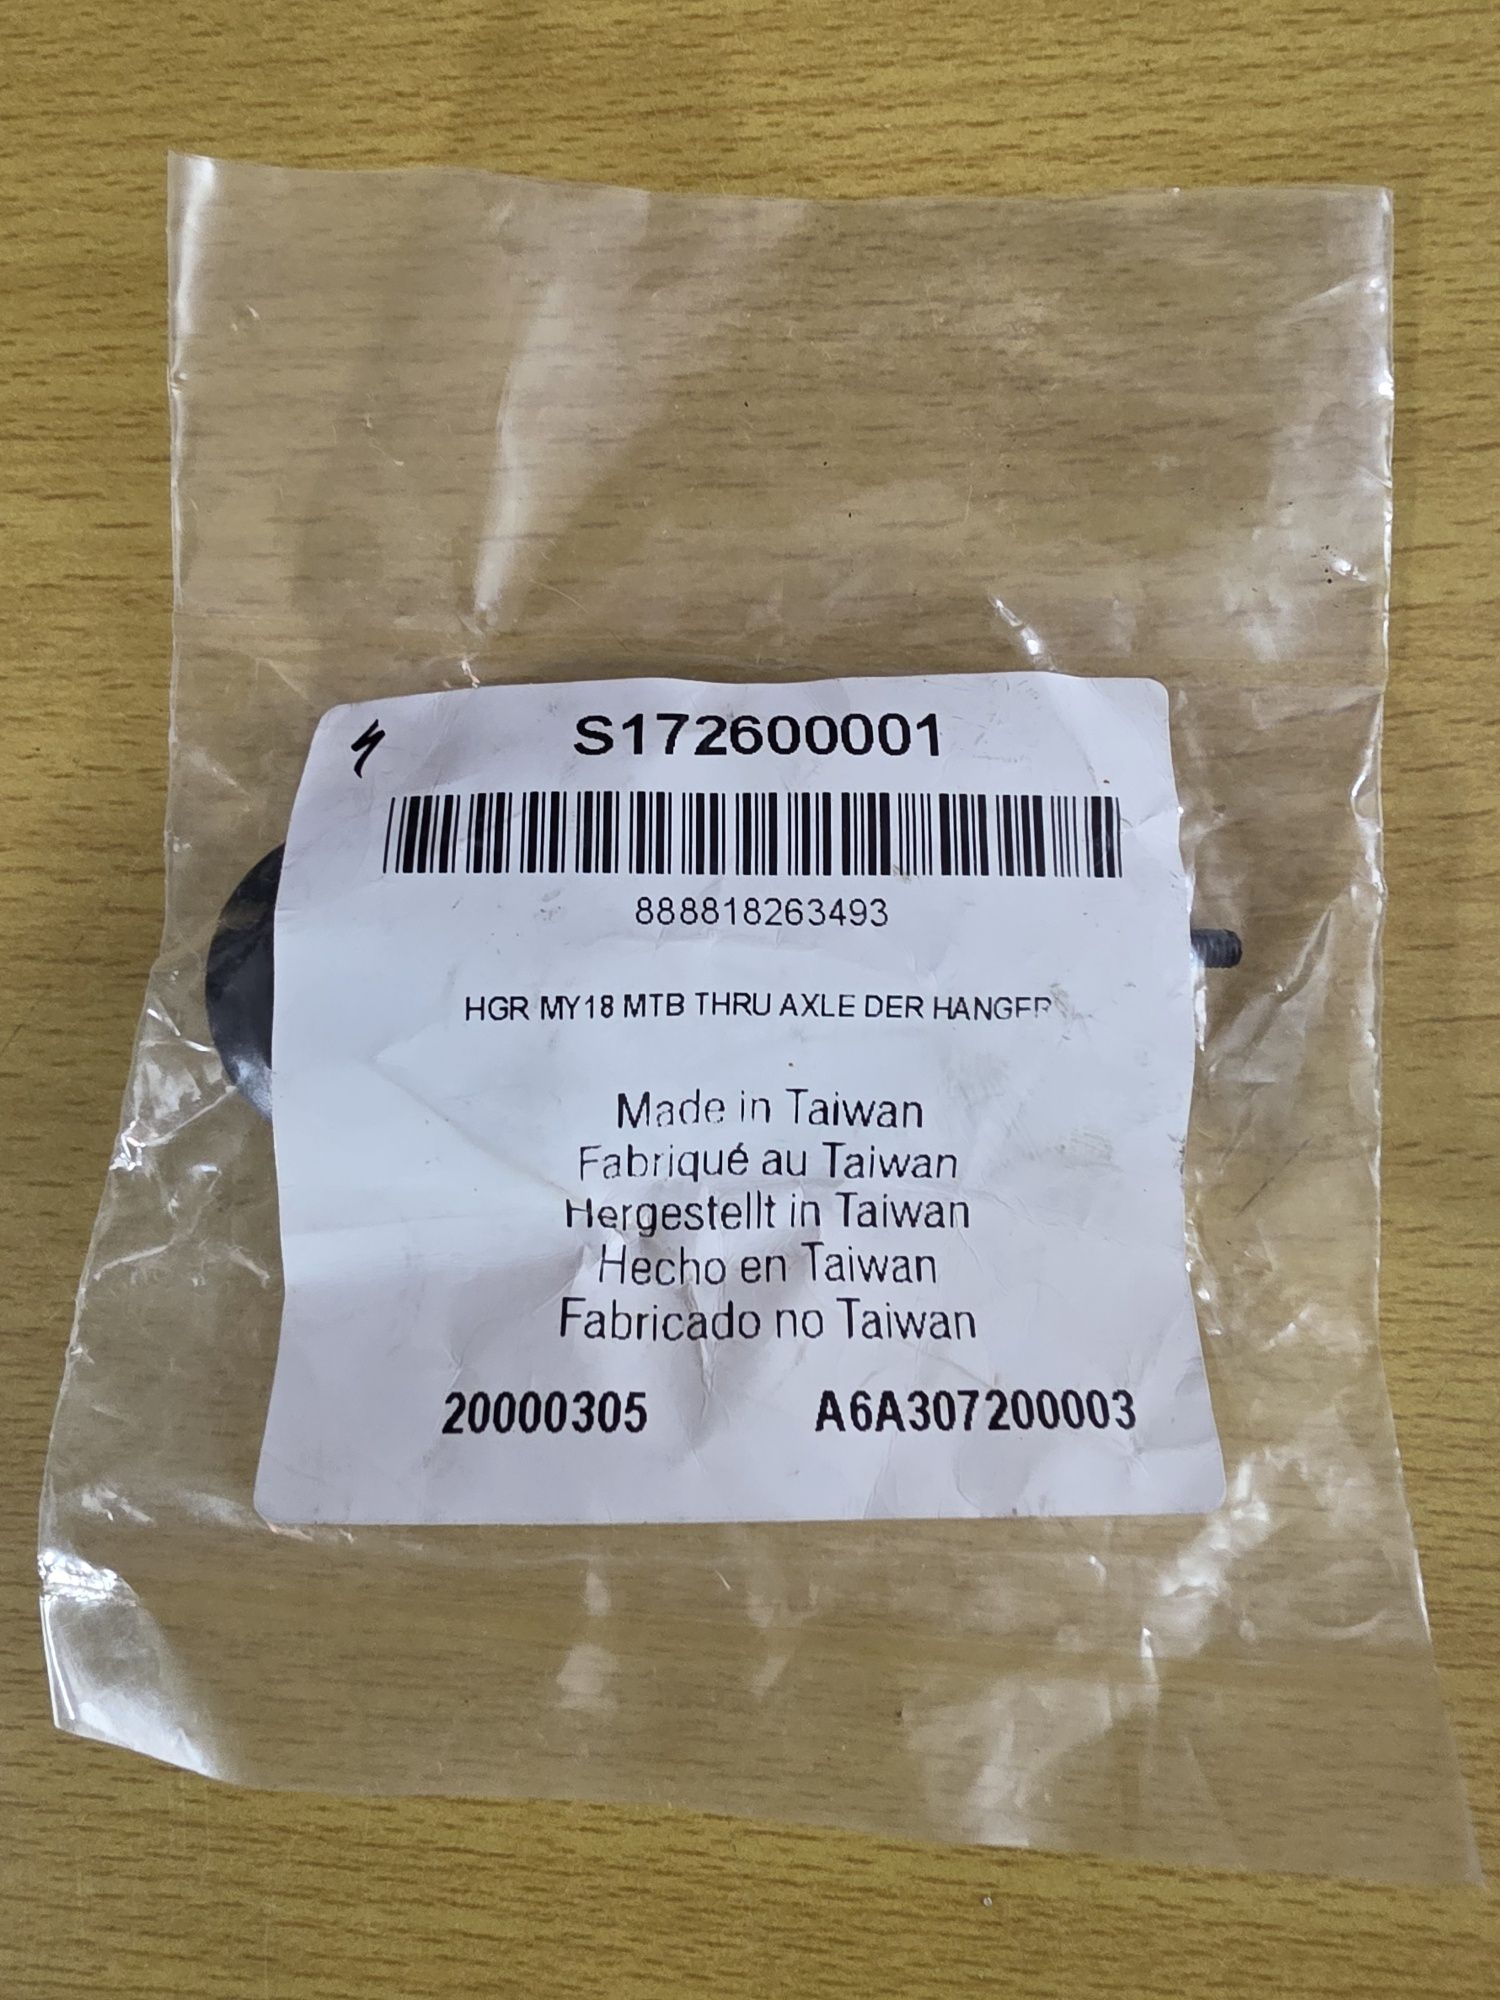 S172600001
888818263493
HGR MY18 MTB THRU AXLE DER HANGER
Made in Taiwan
Fabriqué au Taiwan
Hergestellt in Taiwan
Hecho en Taiwan
Fabricado no Taiwan
20000305 A6A307200003